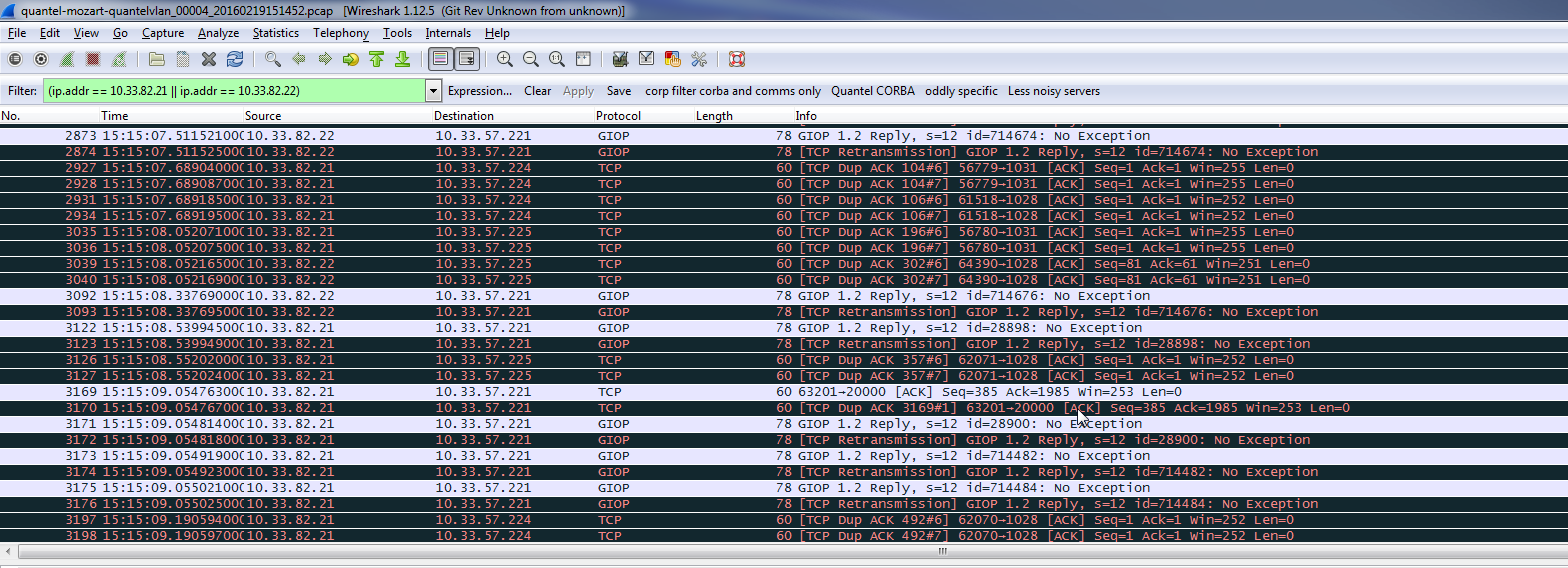 quantel-mozart-quantelvlan_00004_20160219151452.pcap [Wireshark 1.12.5 (Git Rev Unknown from unknown)]
File Edit View Go Capture Analyze Statistics Telephony Tools Internals Help
Filter: (ip.addr == 10.33.82.21 || ip.addr == 10.33.82.22) Expression... Clear Apply Save corp filter corba and comms only Quantel CORBA oddly specific Less noisy servers
No. Time Source Destination Protocol Length Info
2873 15:15:07.511521000 10.33.82.22 10.33.57.221 GIOP 78 GIOP 1.2 Reply, s=12 id=714674: No Exception
2874 15:15:07.511525000 10.33.82.22 10.33.57.221 GIOP 78 [TCP Retransmission] GIOP 1.2 Reply, s=12 id=714674: No Exception
2927 15:15:07.689040000 10.33.82.21 10.33.57.224 TCP 60 [TCP Dup ACK 104#6] 56779→1031 [ACK] Seq=1 Ack=1 Win=255 Len=0
2928 15:15:07.689087000 10.33.82.21 10.33.57.224 TCP 60 [TCP Dup ACK 104#7] 56779→1031 [ACK] Seq=1 Ack=1 Win=255 Len=0
2931 15:15:07.689185000 10.33.82.21 10.33.57.224 TCP 60 [TCP Dup ACK 106#6] 61518→1028 [ACK] Seq=1 Ack=1 Win=252 Len=0
2934 15:15:07.689195000 10.33.82.21 10.33.57.224 TCP 60 [TCP Dup ACK 106#7] 61518→1028 [ACK] Seq=1 Ack=1 Win=252 Len=0
3035 15:15:08.052071000 10.33.82.21 10.33.57.225 TCP 60 [TCP Dup ACK 196#6] 56780→1031 [ACK] Seq=1 Ack=1 Win=255 Len=0
3036 15:15:08.052075000 10.33.82.21 10.33.57.225 TCP 60 [TCP Dup ACK 196#7] 56780→1031 [ACK] Seq=1 Ack=1 Win=255 Len=0
3039 15:15:08.052165000 10.33.82.22 10.33.57.225 TCP 60 [TCP Dup ACK 302#6] 64390→1028 [ACK] Seq=81 Ack=61 Win=251 Len=0
3040 15:15:08.052169000 10.33.82.22 10.33.57.225 TCP 60 [TCP Dup ACK 302#7] 64390→1028 [ACK] Seq=81 Ack=61 Win=251 Len=0
3092 15:15:08.337690000 10.33.82.22 10.33.57.221 GIOP 78 GIOP 1.2 Reply, s=12 id=714676: No Exception
3093 15:15:08.337695000 10.33.82.22 10.33.57.221 GIOP 78 [TCP Retransmission] GIOP 1.2 Reply, s=12 id=714676: No Exception
3122 15:15:08.539945000 10.33.82.21 10.33.57.221 GIOP 78 GIOP 1.2 Reply, s=12 id=28898: No Exception
3123 15:15:08.539949000 10.33.82.21 10.33.57.221 GIOP 78 [TCP Retransmission] GIOP 1.2 Reply, s=12 id=28898: No Exception
3126 15:15:08.552020000 10.33.82.21 10.33.57.225 TCP 60 [TCP Dup ACK 357#6] 62071→1028 [ACK] Seq=1 Ack=1 Win=252 Len=0
3127 15:15:08.552024000 10.33.82.21 10.33.57.225 TCP 60 [TCP Dup ACK 357#7] 62071→1028 [ACK] Seq=1 Ack=1 Win=252 Len=0
3169 15:15:09.054763000 10.33.82.21 10.33.57.221 TCP 60 63201→20000 [ACK] Seq=385 Ack=1985 Win=253 Len=0
3170 15:15:09.054767000 10.33.82.21 10.33.57.221 TCP 60 [TCP Dup ACK 3169#1] 63201→20000 [ACK] Seq=385 Ack=1985 Win=253 Len=0
3171 15:15:09.054814000 10.33.82.21 10.33.57.221 GIOP 78 GIOP 1.2 Reply, s=12 id=28900: No Exception
3172 15:15:09.054818000 10.33.82.21 10.33.57.221 GIOP 78 [TCP Retransmission] GIOP 1.2 Reply, s=12 id=28900: No Exception
3173 15:15:09.054919000 10.33.82.21 10.33.57.221 GIOP 78 GIOP 1.2 Reply, s=12 id=714482: No Exception
3174 15:15:09.054923000 10.33.82.21 10.33.57.221 GIOP 78 [TCP Retransmission] GIOP 1.2 Reply, s=12 id=714482: No Exception
3175 15:15:09.055021000 10.33.82.21 10.33.57.221 GIOP 78 GIOP 1.2 Reply, s=12 id=714484: No Exception
3176 15:15:09.055025000 10.33.82.21 10.33.57.221 GIOP 78 [TCP Retransmission] GIOP 1.2 Reply, s=12 id=714484: No Exception
3197 15:15:09.190594000 10.33.82.21 10.33.57.224 TCP 60 [TCP Dup ACK 492#6] 62070→1028 [ACK] Seq=1 Ack=1 Win=252 Len=0
3198 15:15:09.190597000 10.33.82.21 10.33.57.224 TCP 60 [TCP Dup ACK 492#7] 62070→1028 [ACK] Seq=1 Ack=1 Win=252 Len=0